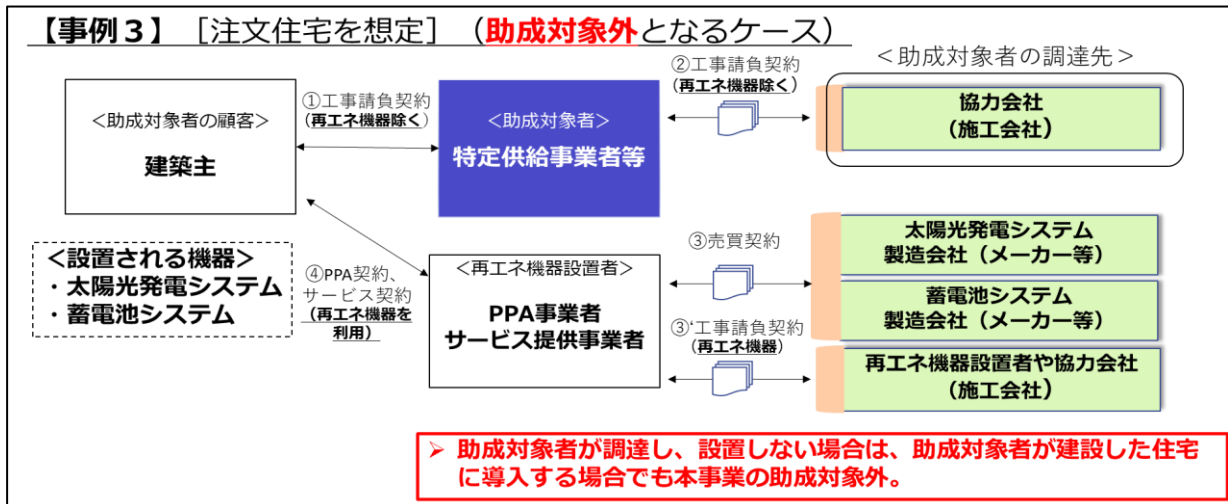 【事例３】 ［注文住宅を想定］（助成対象外となるケース）
＜助成対象者の調達先＞
②工事請負契約
（再エネ機器除く）
協力会社
（施工会社）
①工事請負契約
（再エネ機器除く）
＜助成対象者の顧客＞
建築主
＜助成対象者＞
特定供給事業者等
＜設置される機器＞
・太陽光発電システム
・蓄電池システム
④PPA契約、
サービス契約
（再エネ機器を
利用）
＜再エネ機器設置者＞
PPA事業者
サービス提供事業者
③売買契約
③‘工事請負契約
（再エネ機器）
太陽光発電システム
製造会社（メーカー等）
蓄電池システム
製造会社（メーカー等）
再エネ機器設置者や協力会社
（施工会社）
➢ 助成対象者が調達し、設置しない場合は、助成対象者が建設した住宅
に導入する場合でも本事業の助成対象外。